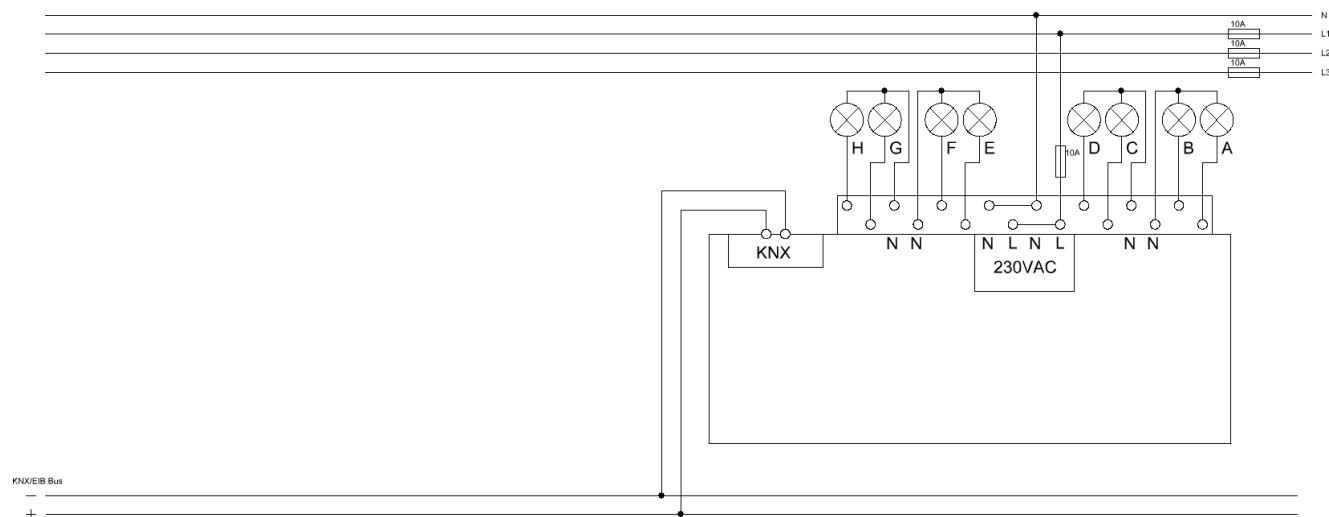 N
10A
L1
10A
L2
10A
L3
H G F E D C B A
10A
N N N L N L N N
KNX
230VAC
KNX/EIB Bus
−
+